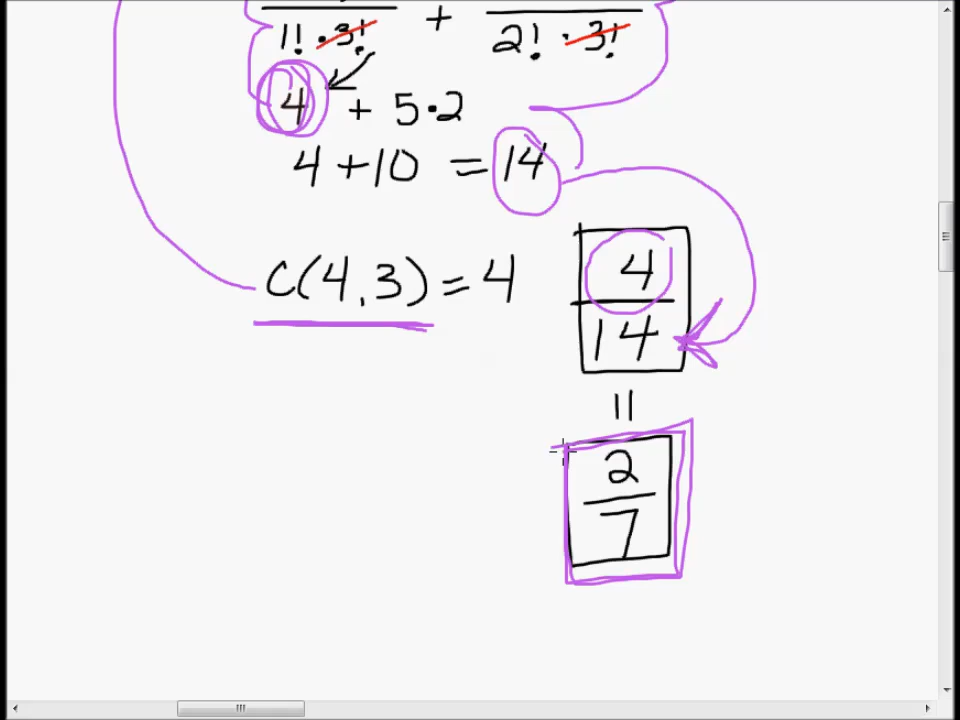 1! · 3! + 2! · 3!
4 + 5·2
4 + 10 = 14
C(4,3) = 4
4
14
=
2
7